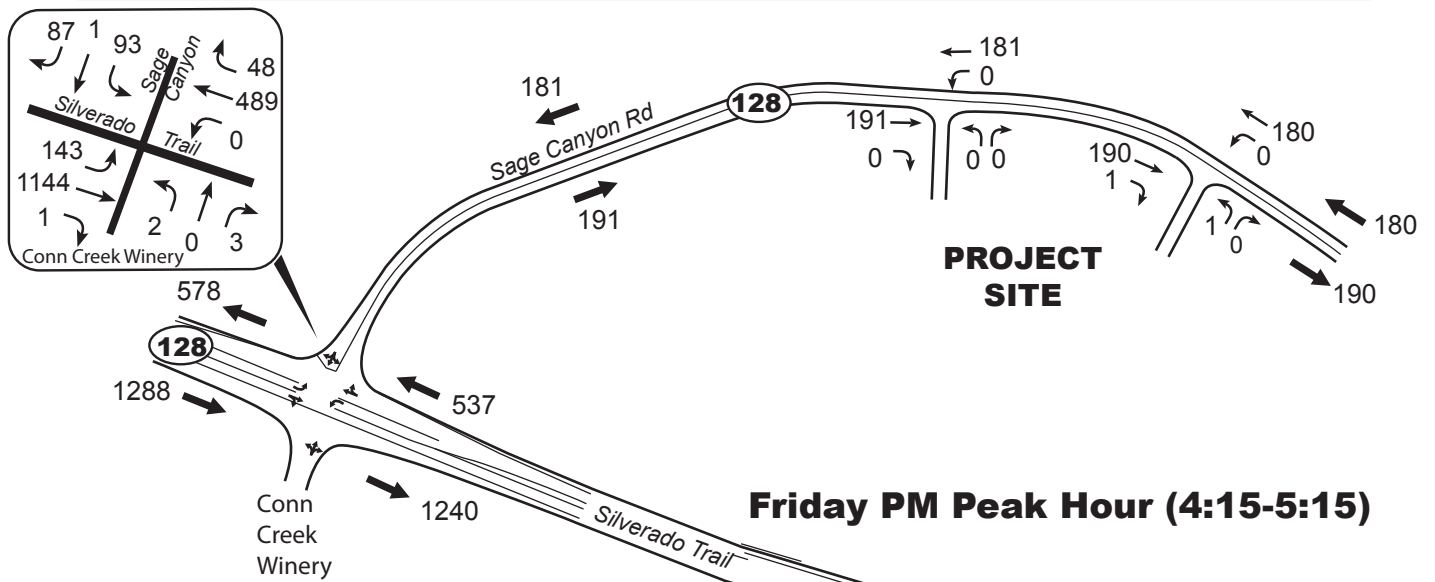 87 1 93
Sage
Canyon
48
489
0
Silverado
Trail
143
1144
1
2 0 3
Conn Creek Winery
181
Sage Canyon Rd
128
191
181
0
191
0
0 0
180
0
190
1
1 0
180
190
PROJECT
SITE
578
128
1288
537
1240
Conn
Creek
Winery
Silverado Trail
Friday PM Peak Hour (4:15-5:15)